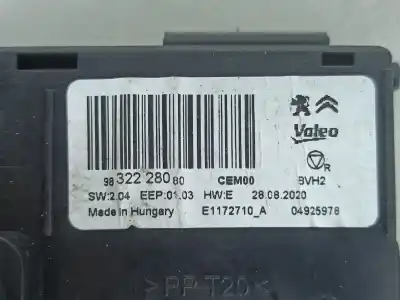 Valeo
R
98 322 280 80 CEM00 BVH2
SW:2.04 EEP:01.03 HW:E 28.08.2020
Made in Hungary E1172710_A 04925978
>PP T20<